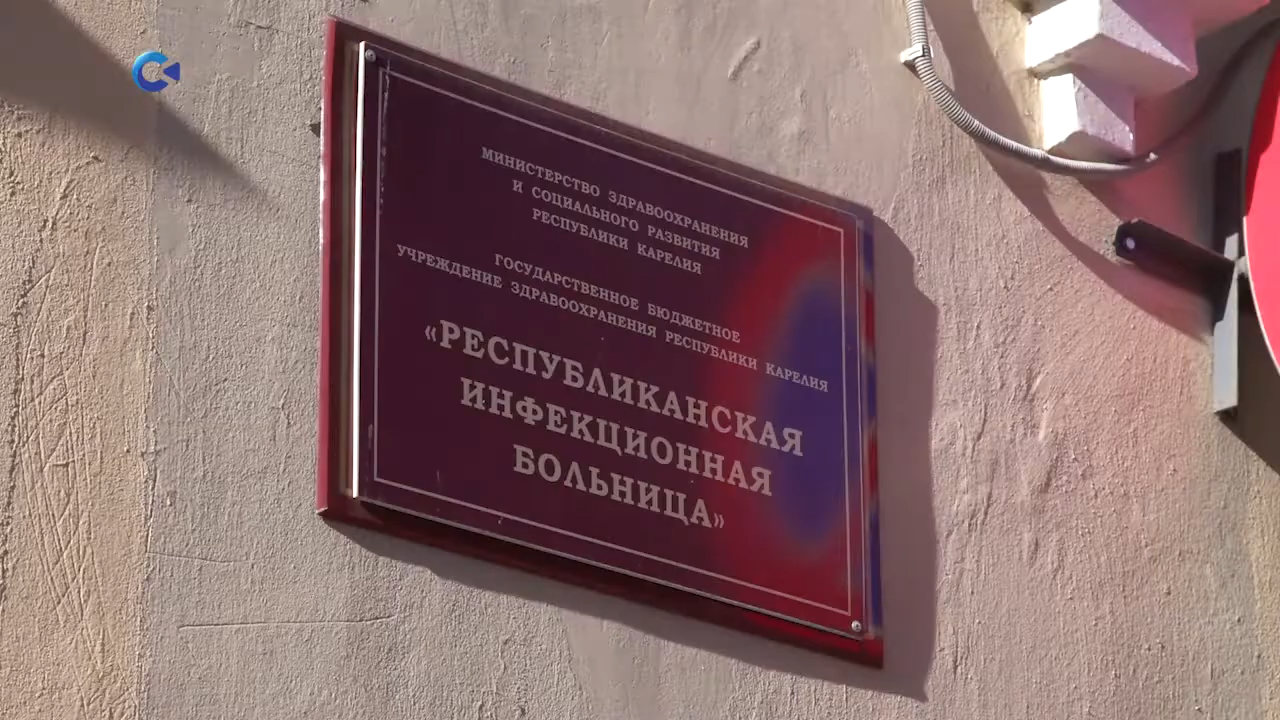 МИНИСТЕРСТВО ЗДРАВООХРАНЕНИЯ
И СОЦИАЛЬНОГО РАЗВИТИЯ
РЕСПУБЛИКИ КАРЕЛИЯ
ГОСУДАРСТВЕННОЕ БЮДЖЕТНОЕ
УЧРЕЖДЕНИЕ ЗДРАВООХРАНЕНИЯ РЕСПУБЛИКИ КАРЕЛИЯ
«РЕСПУБЛИКАНСКАЯ
ИНФЕКЦИОННАЯ
БОЛЬНИЦА»